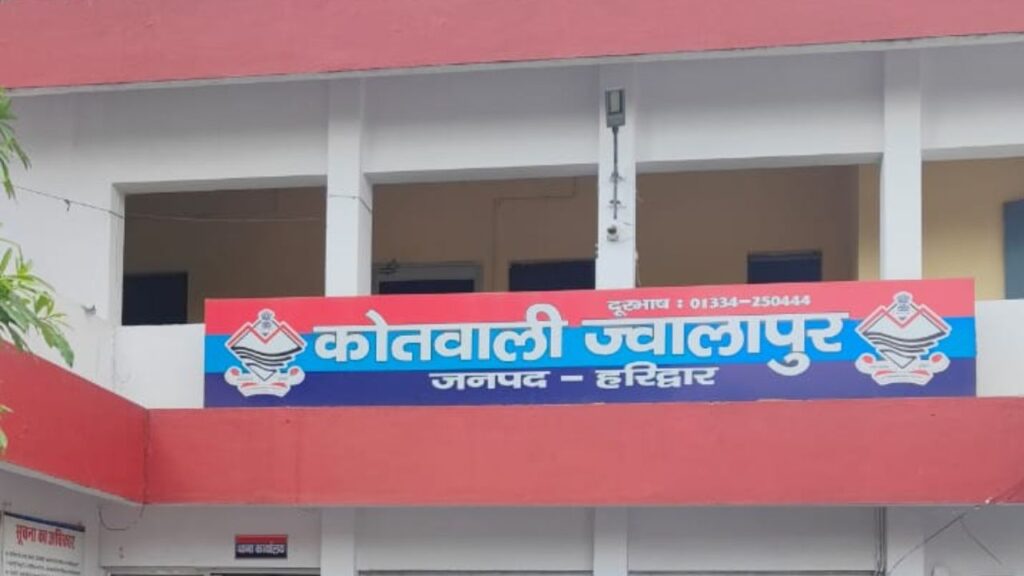 दूरभाष : 01334-250444
कोतवाली ज्वालापुर
जनपद - हरिद्वार
सूचना का अधिकार
थाना कार्यालय